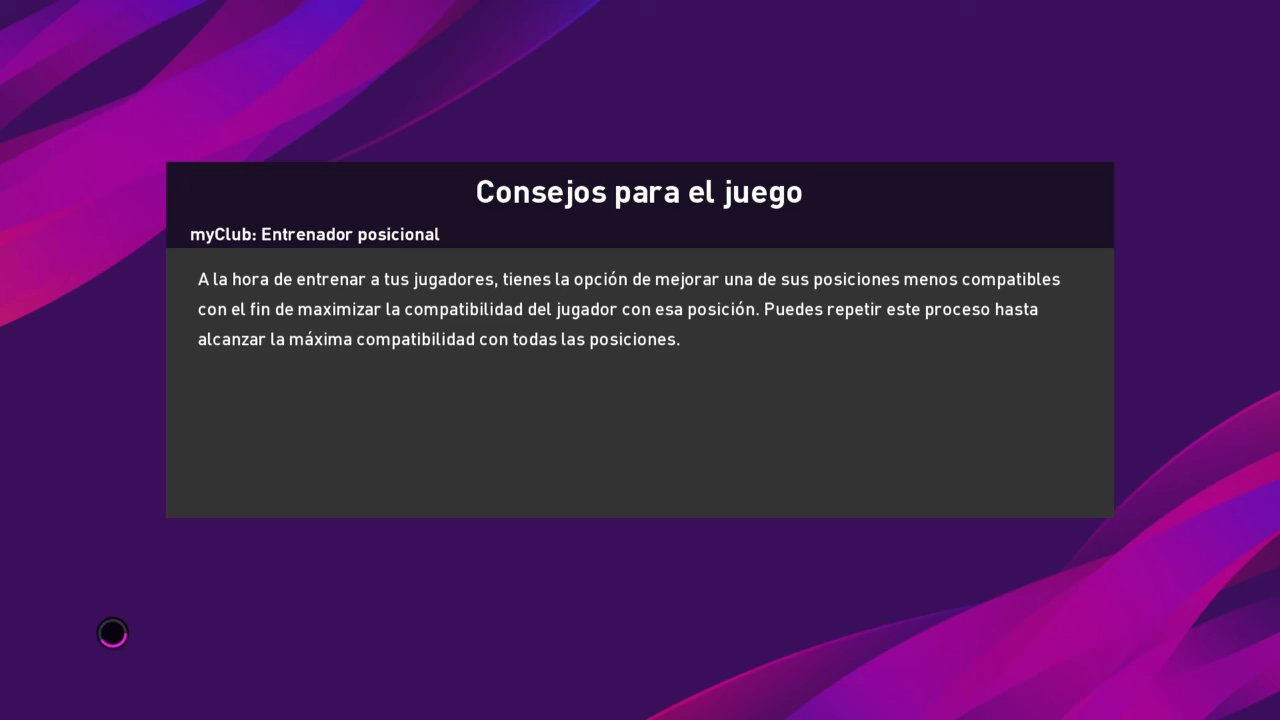 Consejos para el juego
myClub: Entrenador posicional
A la hora de entrenar a tus jugadores, tienes la opción de mejorar una de sus posiciones menos compatibles
con el fin de maximizar la compatibilidad del jugador con esa posición. Puedes repetir este proceso hasta
alcanzar la máxima compatibilidad con todas las posiciones.